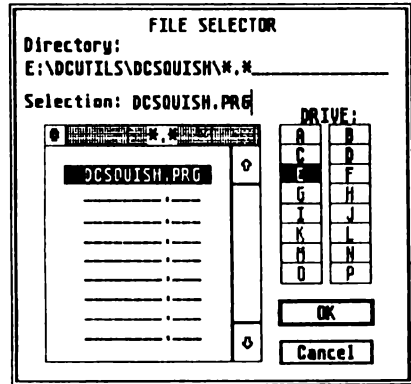 FILE SELECTOR
Directory:
E:\DCUTILS\DCSQUISH\*.*
Selection: DCSQUISH.PRG
DRIVE:
*.*
DCSQUISH.PRG
A B
C D
E F
G H
I J
K L
M N
O P
OK
Cancel